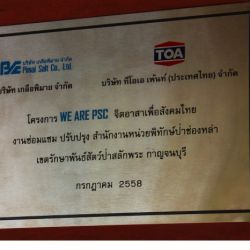 PSC บริษัท เกลือพิมาย จำกัด
Pimai Salt Co., Ltd.
TOA
บริษัท เกลือพิมาย จำกัด
บริษัท ทีโอเอ เพ้นท์ (ประเทศไทย) จำกัด
โครงการ WE ARE PSC จิตอาสาเพื่อสังคมไทย
งานซ่อมแซม ปรับปรุง สำนักงานหน่วยพิทักษ์ป่าช่องหล่า
เขตรักษาพันธุ์สัตว์ป่าสลักพระ กาญจนบุรี
กรกฎาคม 2558